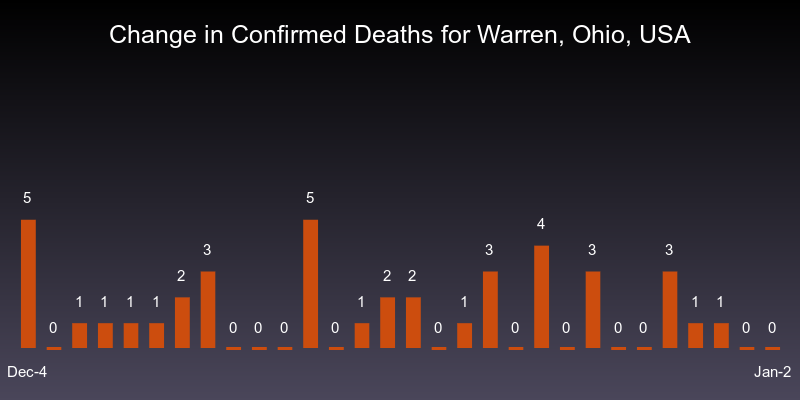 Change in Confirmed Deaths for Warren, Ohio, USA
5 0 1 1 1 1 2 3 0 0 0 5 0 1 2 2 0 1 3 0 4 0 3 0 0 3 1 1 0 0
Dec-4 Jan-2